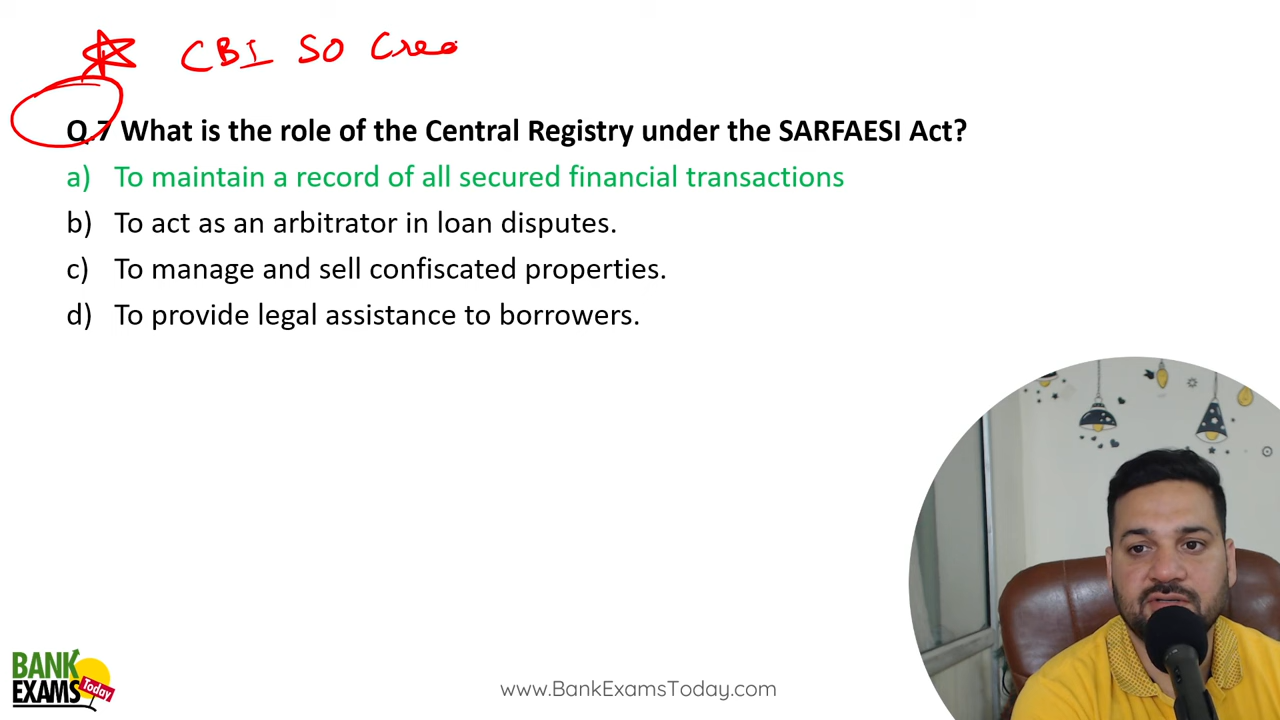 CBI SO Cre
Q.7 What is the role of the Central Registry under the SARFAESI Act?
a) To maintain a record of all secured financial transactions
b) To act as an arbitrator in loan disputes.
c) To manage and sell confiscated properties.
d) To provide legal assistance to borrowers.
BANK
EXAMS Today
www.BankExamsToday.com